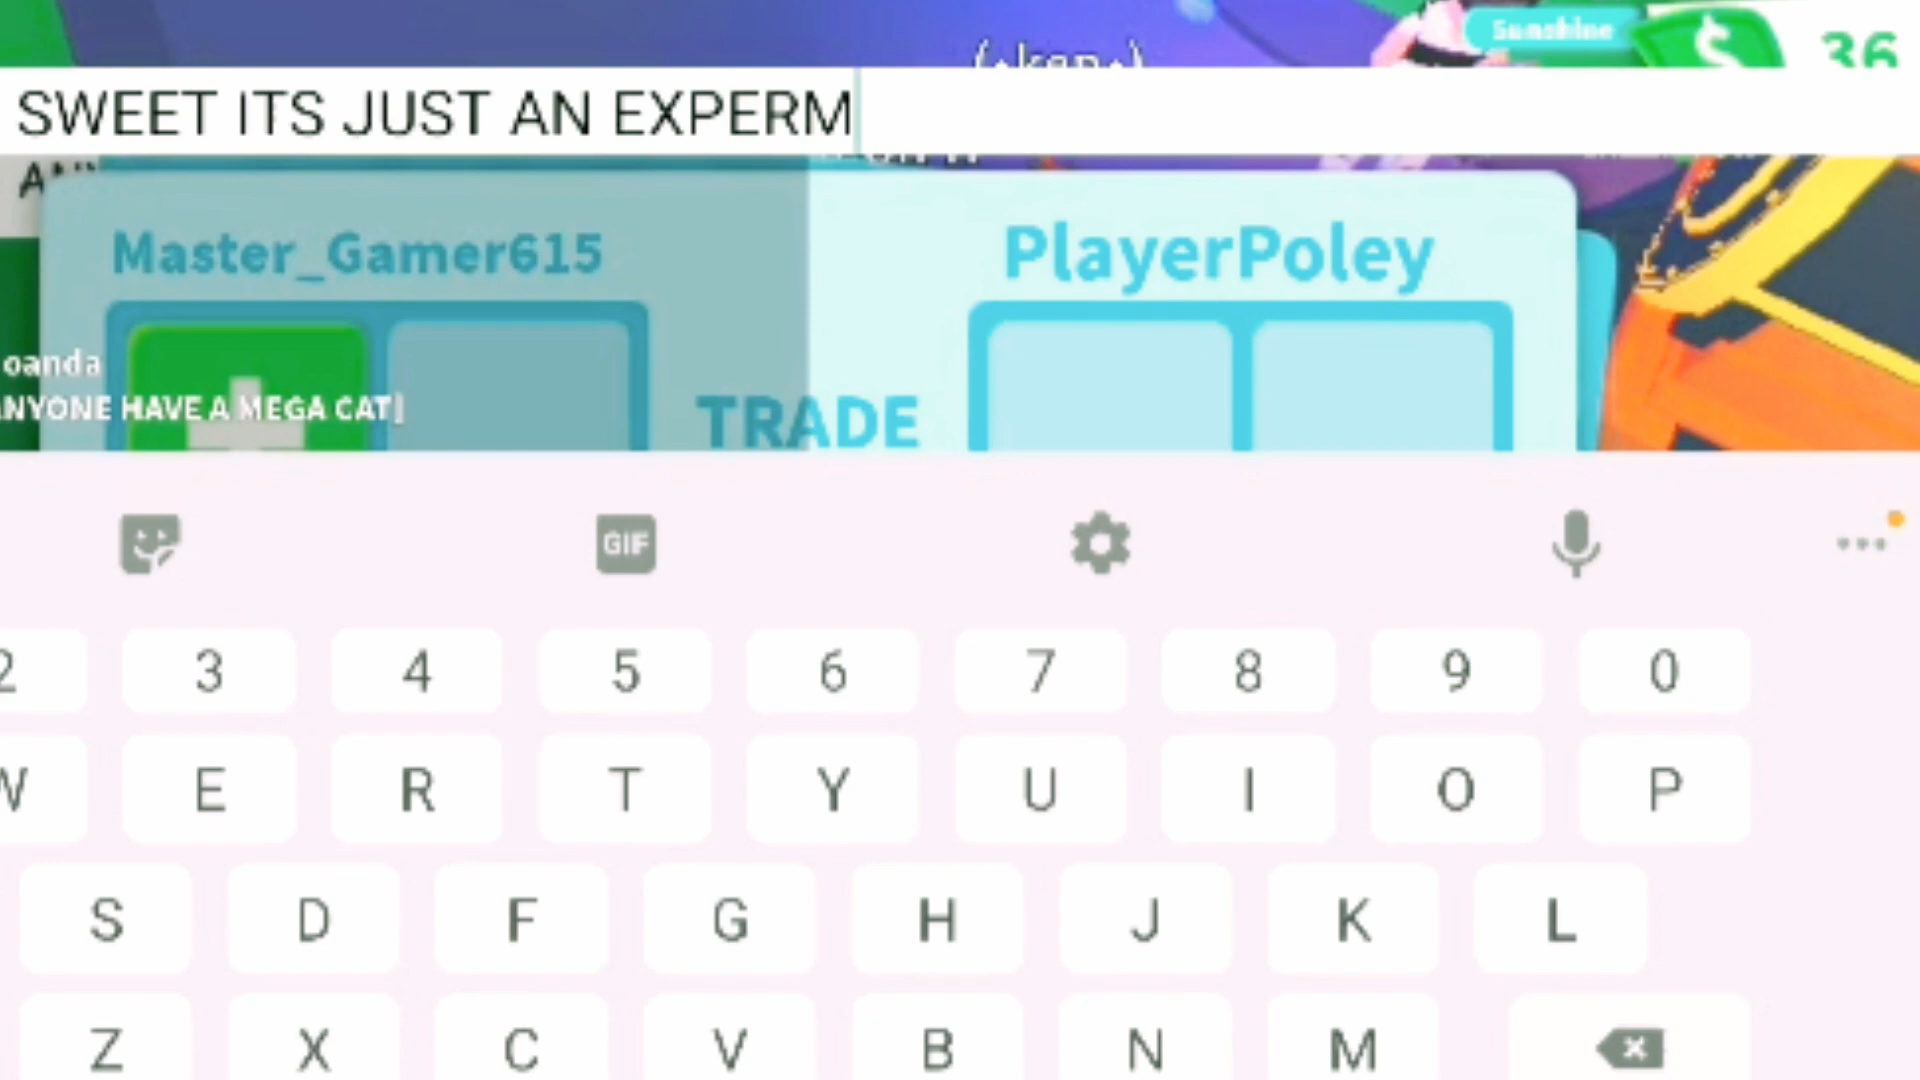 Sunshine
36
SWEET ITS JUST AN EXPERM
Master_Gamer615
PlayerPoley
oanda
ANYONE HAVE A MEGA CAT]
TRADE
GIF
2 3 4 5 6 7 8 9 0
W E R T Y U I O P
S D F G H J K L
Z X C V B N M